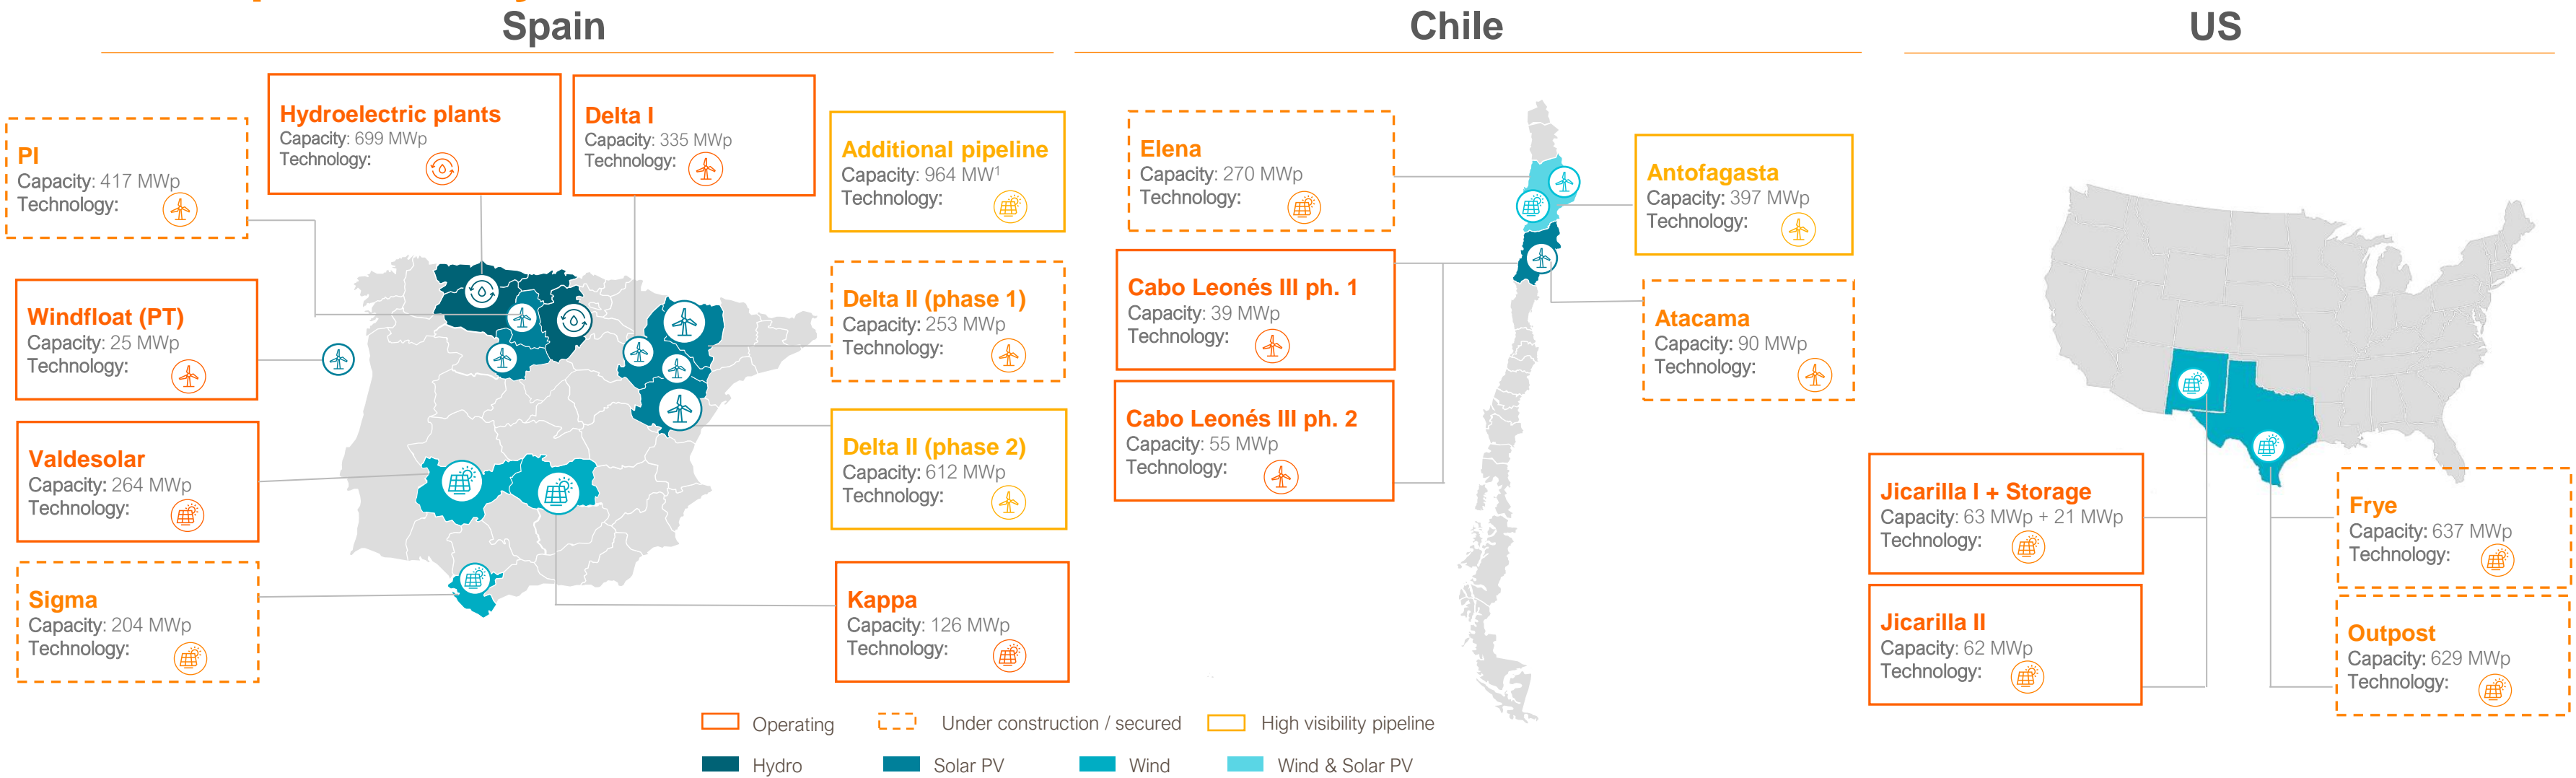 Spain
Chile
US
PI
Capacity: 417 MWp
Technology:
Hydroelectric plants
Capacity: 699 MWp
Technology:
Delta I
Capacity: 335 MWp
Technology:
Additional pipeline
Capacity: 964 MW¹
Technology:
Windfloat (PT)
Capacity: 25 MWp
Technology:
Delta II (phase 1)
Capacity: 253 MWp
Technology:
Valdesolar
Capacity: 264 MWp
Technology:
Delta II (phase 2)
Capacity: 612 MWp
Technology:
Sigma
Capacity: 204 MWp
Technology:
Kappa
Capacity: 126 MWp
Technology:
Elena
Capacity: 270 MWp
Technology:
Antofagasta
Capacity: 397 MWp
Technology:
Cabo Leonés III ph. 1
Capacity: 39 MWp
Technology:
Atacama
Capacity: 90 MWp
Technology:
Cabo Leonés III ph. 2
Capacity: 55 MWp
Technology:
Jicarilla I + Storage
Capacity: 63 MWp + 21 MWp
Technology:
Frye
Capacity: 637 MWp
Technology:
Jicarilla II
Capacity: 62 MWp
Technology:
Outpost
Capacity: 629 MWp
Technology:
Operating
Under construction / secured
High visibility pipeline
Hydro
Solar PV
Wind
Wind & Solar PV